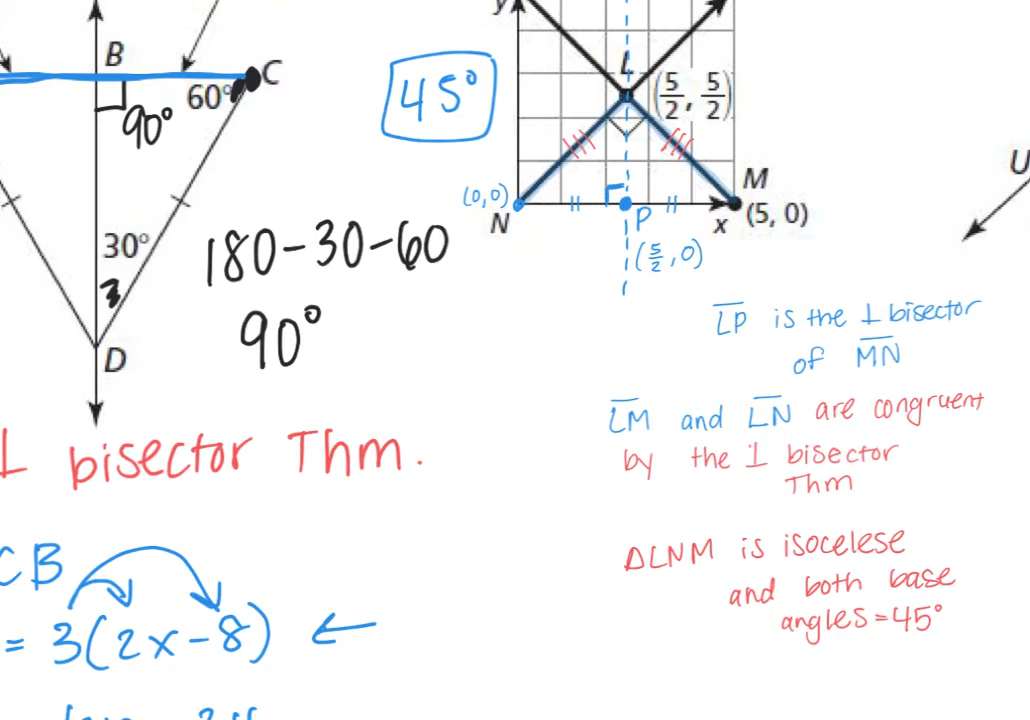 B
C
60°
90°
30°
3
D
180-30-60
90°
⊥ bisector Thm.
CB
= 3(2x-8) ←
45°
y
L
(5/2, 5/2)
(0,0)
N
P
M
x
(5, 0)
(5/2, 0)
U
LP is the ⊥ bisector
of MN
LM and LN are congruent
by the ⊥ bisector
Thm
ΔLNM is isocelese
and both base
angles=45°